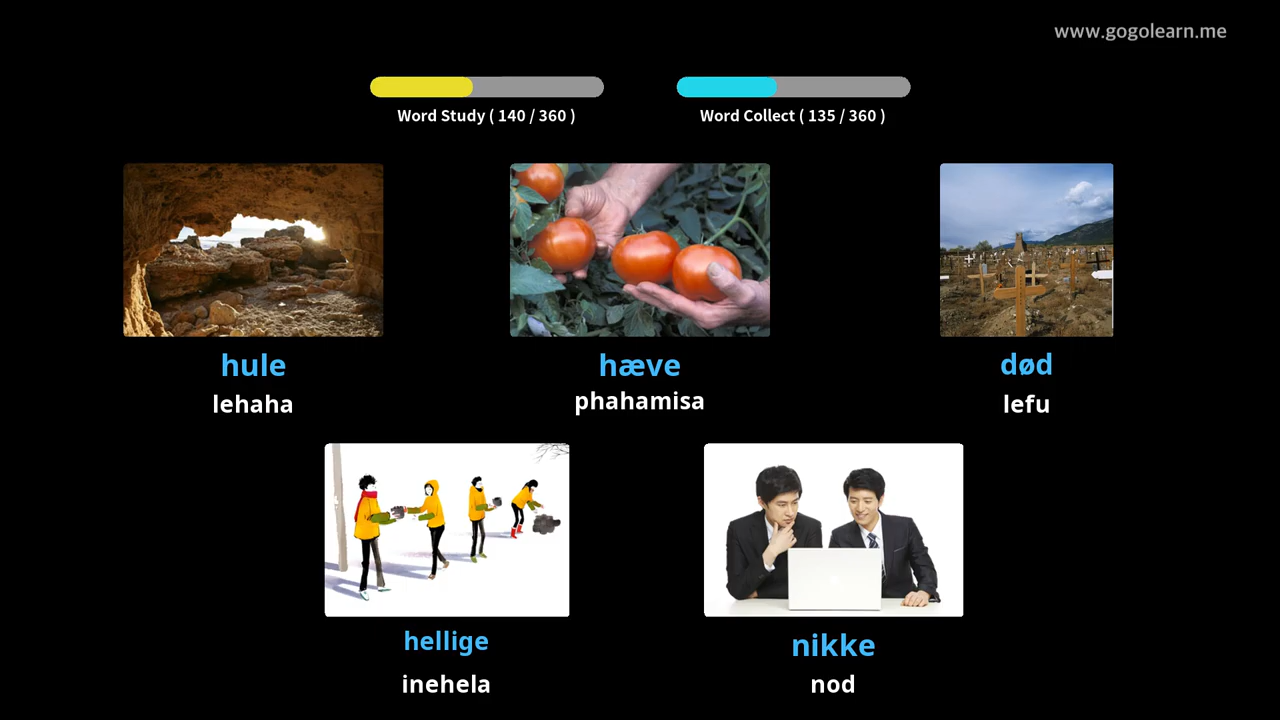 www.gogolearn.me
Word Study ( 140 / 360 )
Word Collect ( 135 / 360 )
hule
lehaha
hæve
phahamisa
død
lefu
hellige
inehela
nikke
nod